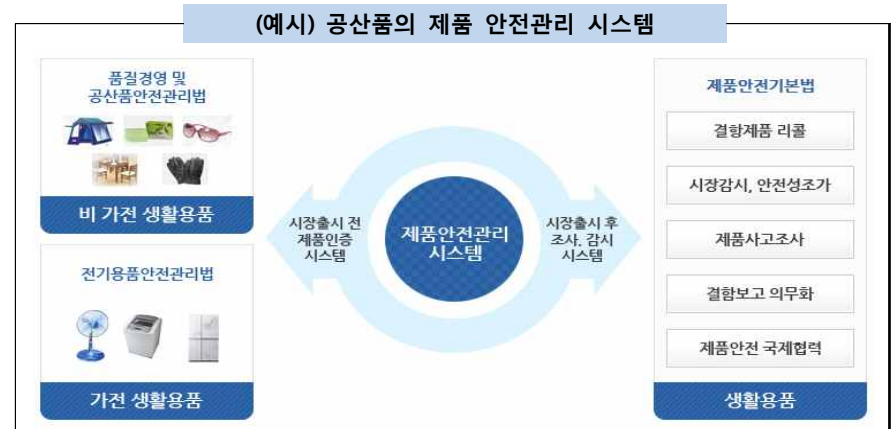 (예시) 공산품의 제품 안전관리 시스템
품질경영 및
공산품안전관리법
비 가전 생활용품
전기용품안전관리법
가전 생활용품
시장출시 전
제품인증
시스템
제품안전관리
시스템
시장출시 후
조사, 감시
시스템
제품안전기본법
결항제품 리콜
시장감시, 안전성조가
제품사고조사
결함보고 의무화
제품안전 국제협력
생활용품